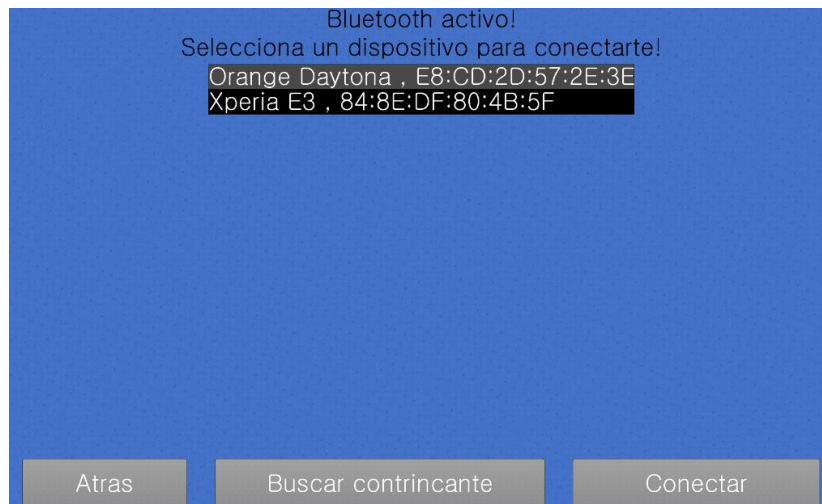 Bluetooth activo!
Selecciona un dispositivo para conectarte!
Orange Daytona , E8:CD:2D:57:2E:3E
Xperia E3 , 84:8E:DF:80:4B:5F
Atras
Buscar contrincante
Conectar